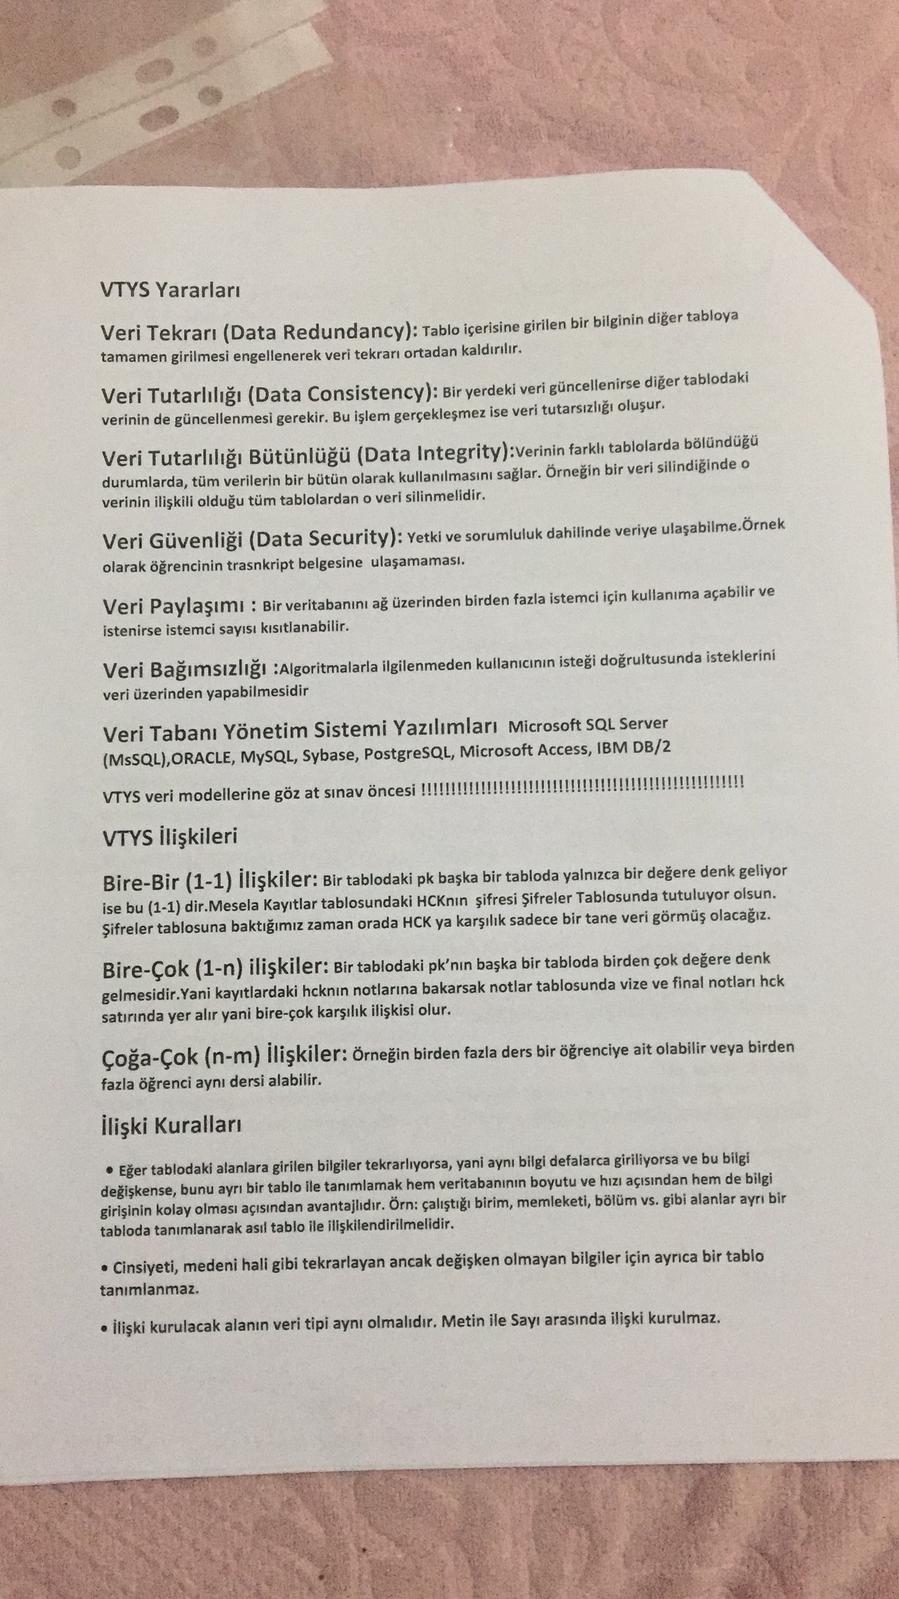 VTYS Yararları
Veri Tekrarı (Data Redundancy): Tablo içerisine girilen bir bilginin diğer tabloya
tamamen girilmesi engellenerek veri tekrarı ortadan kaldırılır.
Veri Tutarlılığı (Data Consistency): Bir yerdeki veri güncellenirse diğer tablodaki
verinin de güncellenmesi gerekir. Bu işlem gerçekleşmez ise veri tutarsızlığı oluşur.
Veri Tutarlılığı Bütünlüğü (Data Integrity):Verinin farklı tablolarda bölündüğü
durumlarda, tüm verilerin bir bütün olarak kullanılmasını sağlar. Örneğin bir veri silindiğinde o
verinin ilişkili olduğu tüm tablolardan o veri silinmelidir.
Veri Güvenliği (Data Security): Yetki ve sorumluluk dahilinde veriye ulaşabilme.Örnek
olarak öğrencinin trasnkript belgesine ulaşamaması.
Veri Paylaşımı : Bir veritabanını ağ üzerinden birden fazla istemci için kullanıma açabilir ve
istenirse istemci sayısı kısıtlanabilir.
Veri Bağımsızlığı :Algoritmalarla ilgilenmeden kullanıcının isteği doğrultusunda isteklerini
veri üzerinden yapabilmesidir
Veri Tabanı Yönetim Sistemi Yazılımları Microsoft SQL Server
(MsSQL),ORACLE, MySQL, Sybase, PostgreSQL, Microsoft Access, IBM DB/2
VTYS veri modellerine göz at sınav öncesi !!!!!!!!!!!!!!!!!!!!!!!!!!!!!!!!!!!!!!!!!!!!!!!!!!!!!!
VTYS İlişkileri
Bire-Bir (1-1) İlişkiler: Bir tablodaki pk başka bir tabloda yalnızca bir değere denk geliyor
ise bu (1-1) dir.Mesela Kayıtlar tablosundaki HCKnın şifresi Şifreler Tablosunda tutuluyor olsun.
Şifreler tablosuna baktığımız zaman orada HCK ya karşılık sadece bir tane veri görmüş olacağız.
Bire-Çok (1-n) ilişkiler: Bir tablodaki pk'nın başka bir tabloda birden çok değere denk
gelmesidir.Yani kayıtlardaki hcknın notlarına bakarsak notlar tablosunda vize ve final notları hck
satırında yer alır yani bire-çok karşılık ilişkisi olur.
Çoğa-Çok (n-m) İlişkiler: Örneğin birden fazla ders bir öğrenciye ait olabilir veya birden
fazla öğrenci aynı dersi alabilir.
İlişki Kuralları
• Eğer tablodaki alanlara girilen bilgiler tekrarlıyorsa, yani aynı bilgi defalarca giriliyorsa ve bu bilgi
değişkense, bunu ayrı bir tablo ile tanımlamak hem veritabanının boyutu ve hızı açısından hem de bilgi
girişinin kolay olması açısından avantajlıdır. Örn: çalıştığı birim, memleketi, bölüm vs. gibi alanlar ayrı bir
tabloda tanımlanarak asıl tablo ile ilişkilendirilmelidir.
• Cinsiyeti, medeni hali gibi tekrarlayan ancak değişken olmayan bilgiler için ayrıca bir tablo
tanımlanmaz.
• İlişki kurulacak alanın veri tipi aynı olmalıdır. Metin ile Sayı arasında ilişki kurulmaz.